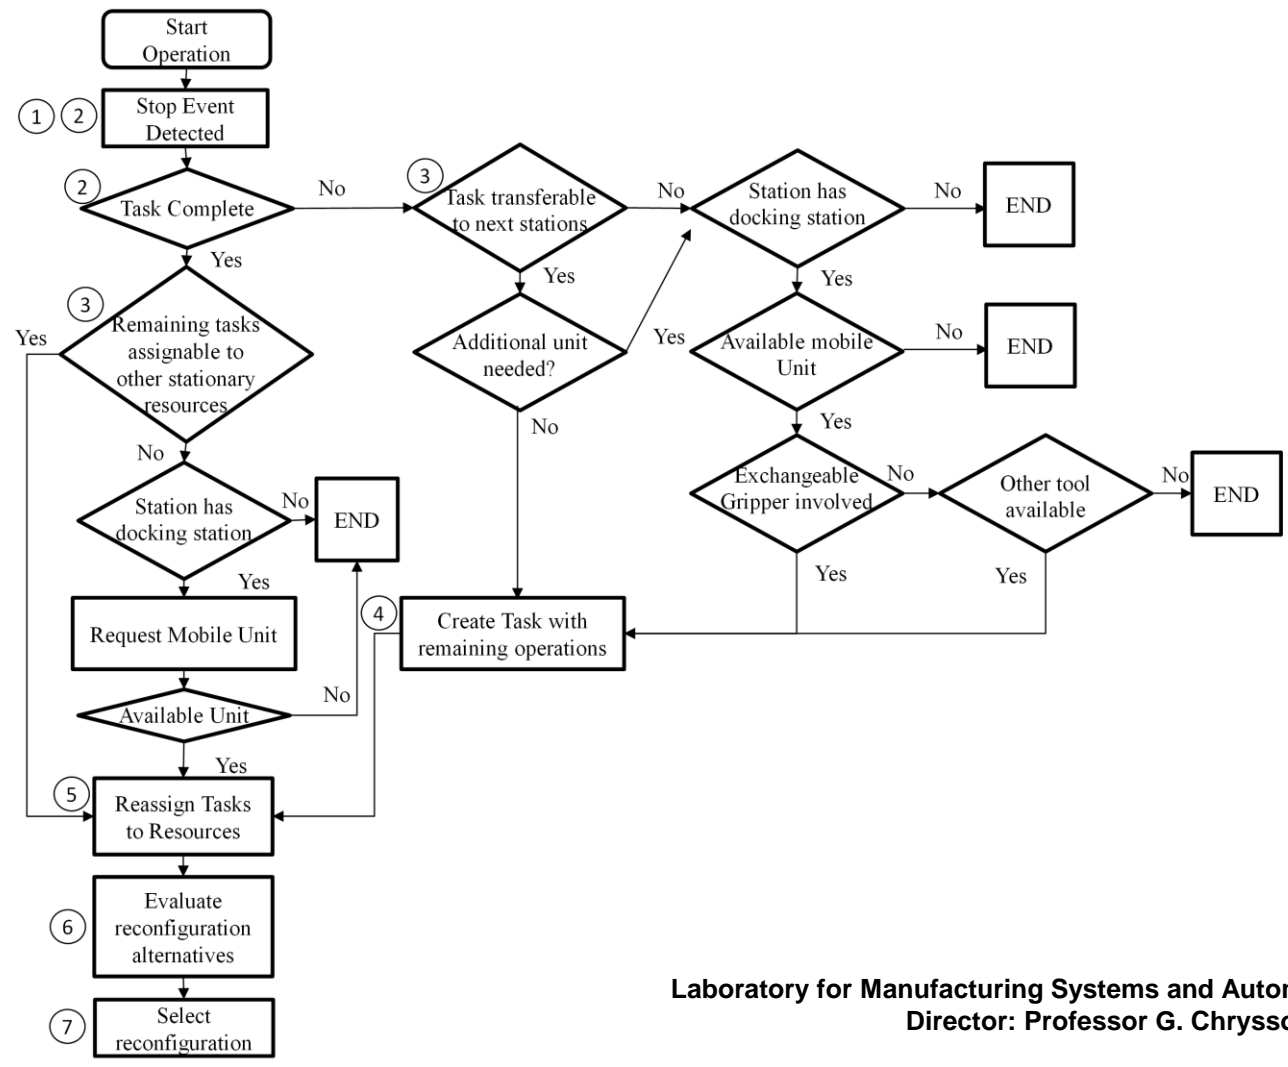 Start
Operation
1
2
Stop Event
Detected
2
Task Complete
No
3
Task transferable
to next stations
No
Station has
docking station
No
END
Yes
Yes
Yes
3
Remaining tasks
assignable to
other stationary
resources
Yes
Additional unit
needed?
Yes
Available mobile
Unit
No
END
No
No
Yes
Station has
docking station
No
END
Exchangeable
Gripper involved
No
Other tool
available
No
END
Yes
Yes
Yes
Request Mobile Unit
4
Create Task with
remaining operations
Available Unit
No
Yes
5
Reassign Tasks
to Resources
6
Evaluate
reconfiguration
alternatives
7
Select
reconfiguration
Laboratory for Manufacturing Systems and Autor
Director: Professor G. Chrysso